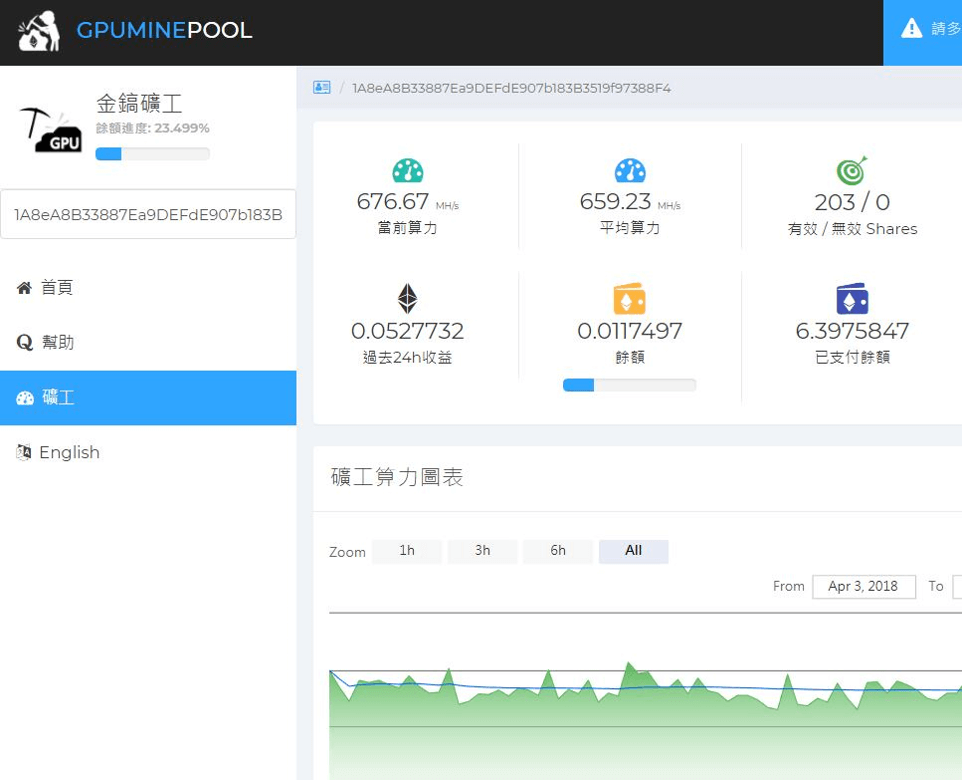 GPUMINEPOOL
請多
金鎬礦工
餘額進度: 23.499%
GPU
1A8eA8B33887Ea9DEFdE907b183B
首頁
幫助
礦工
English
1A8eA8B33887Ea9DEFdE907b183B3519f97388F4
676.67 MH/s
當前算力
659.23 MH/s
平均算力
203 / 0
有效 / 無效 Shares
0.0527732
過去24h收益
0.0117497
餘額
6.3975847
已支付餘額
礦工算力圖表
Zoom 1h 3h 6h All
From Apr 3, 2018 To